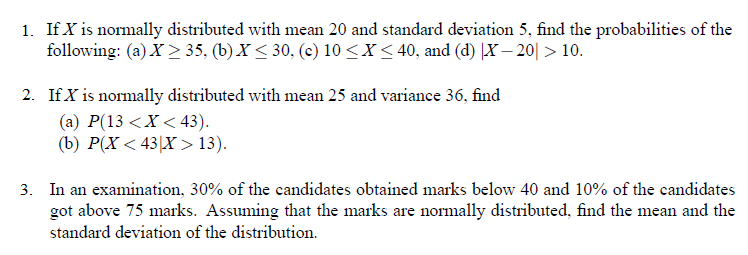 1. If X is normally distributed with mean 20 and standard deviation 5, find the probabilities of the
following: (a) X ≥ 35, (b) X ≤ 30, (c) 10 ≤ X ≤ 40, and (d) |X – 20| > 10.
2. If X is normally distributed with mean 25 and variance 36, find
(a) P(13 < X < 43).
(b) P(X < 43|X > 13).
3. In an examination, 30% of the candidates obtained marks below 40 and 10% of the candidates
got above 75 marks. Assuming that the marks are normally distributed, find the mean and the
standard deviation of the distribution.